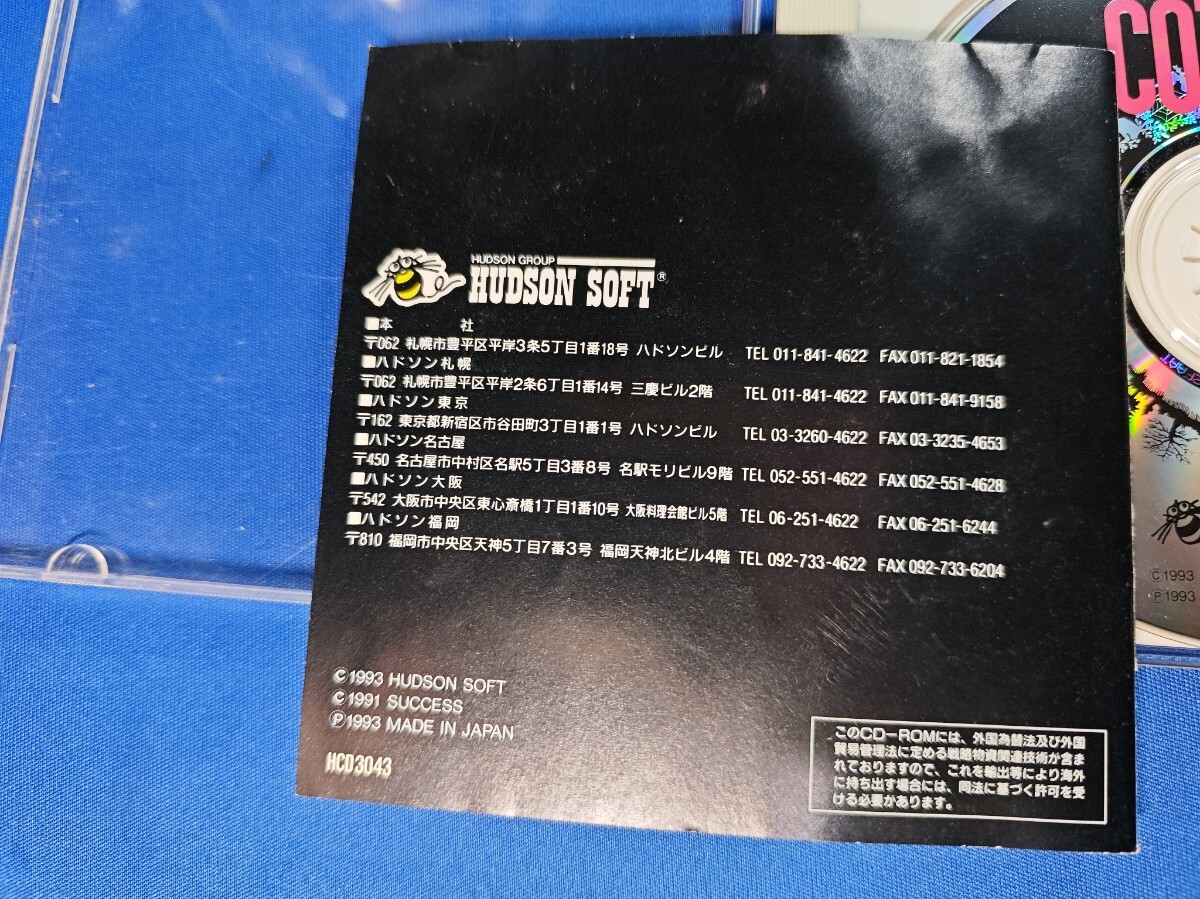 HUDSON GROUP
HUDSON SOFT®
■本 社
〒062 札幌市豊平区平岸3条5丁目1番18号 ハドソンビル TEL 011-841-4622 FAX 011-821-1854
■ハドソン札幌
〒062 札幌市豊平区平岸2条6丁目1番14号 三慶ビル2階 TEL 011-841-4622 FAX 011-841-9158
■ハドソン東京
〒162 東京都新宿区市谷田町3丁目1番1号 ハドソンビル TEL 03-3260-4622 FAX 03-3235-4653
■ハドソン名古屋
〒450 名古屋市中村区名駅5丁目3番8号 名駅モリビル9階 TEL 052-551-4622 FAX 052-551-4628
■ハドソン大阪
〒542 大阪市中央区東心斎橋1丁目1番10号 大阪料理会館ビル5階 TEL 06-251-4622 FAX 06-251-6244
■ハドソン福岡
〒810 福岡市中央区天神5丁目7番3号 福岡天神北ビル4階 TEL 092-733-4622 FAX 092-733-6204
©1993 HUDSON SOFT
©1991 SUCCESS
Ⓟ1993 MADE IN JAPAN
HCD3043
このCD-ROMには、外国為替法及び外国
貿易管理法に定める戦略物資関連技術が含ま
れておりますので、これを輸出等により海外
に持ち出す場合には、同法に基づく許可を受
ける必要があります。
©1993
Ⓟ1993